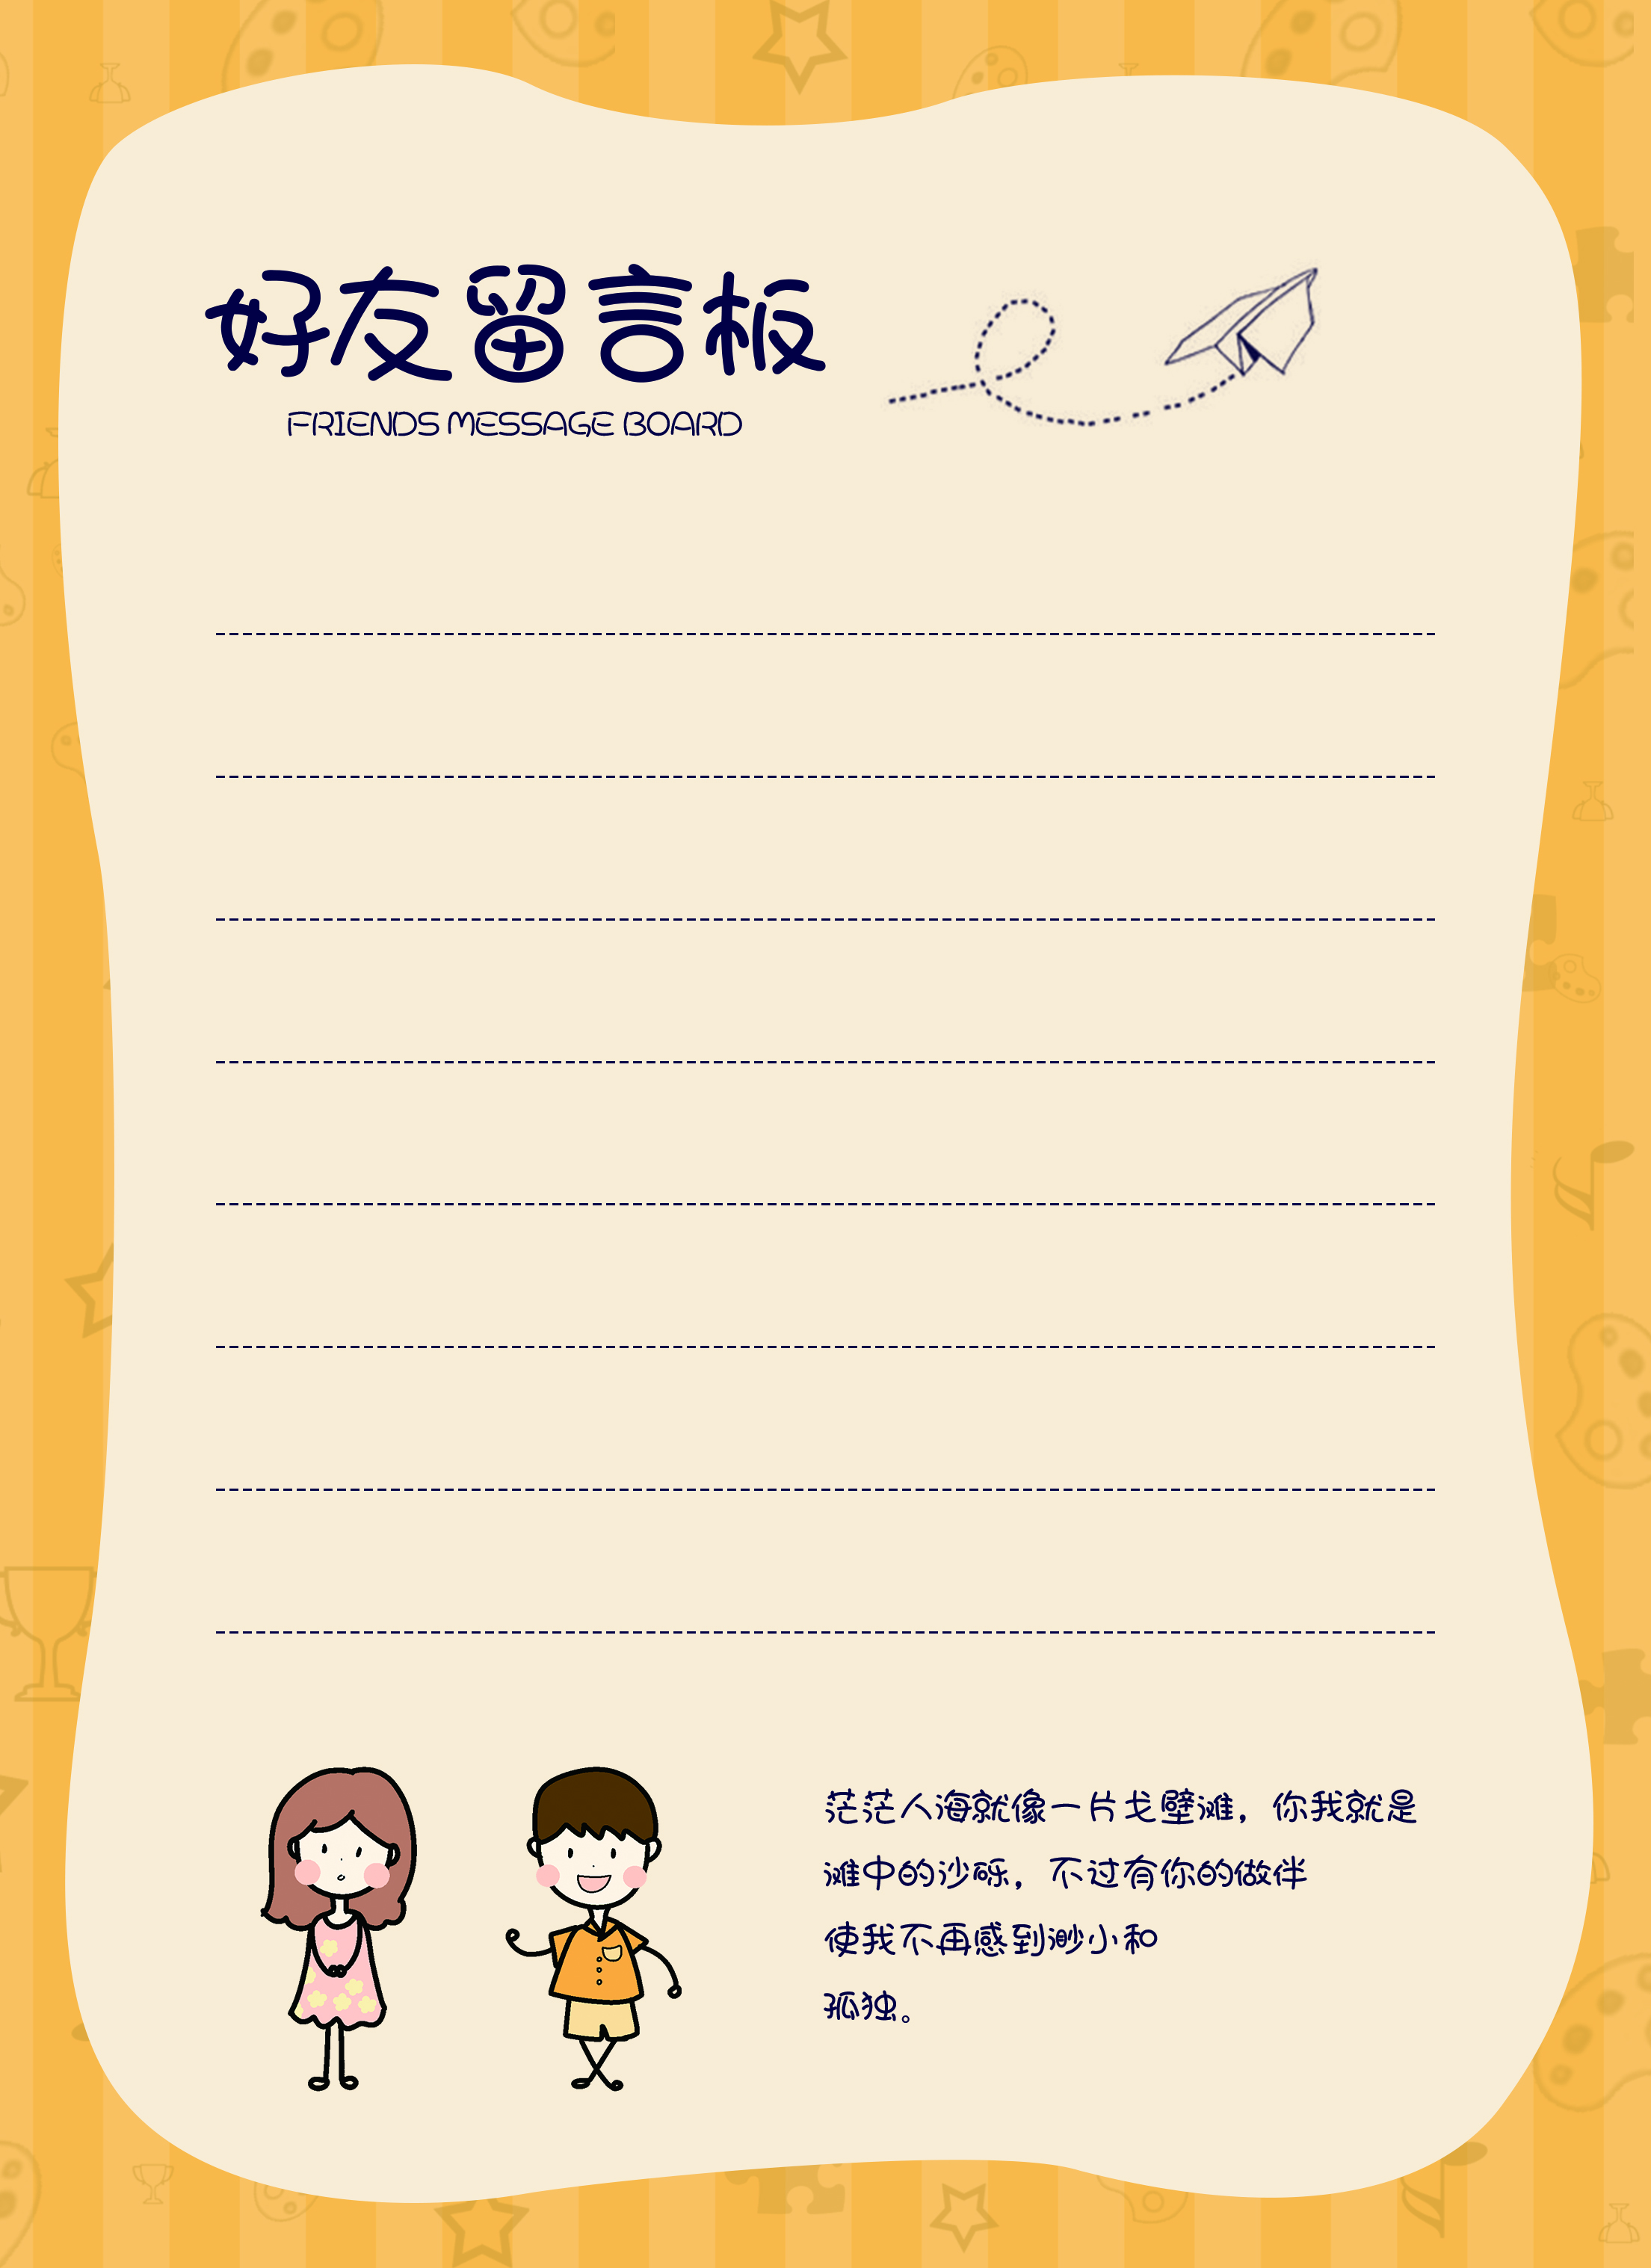 好友留言板
FRIENDS MESSAGE BOARD
茫茫人海就像一片戈壁滩，你我就是
滩中的沙砾，不过有你的做伴
使我不再感到渺小和
孤独。